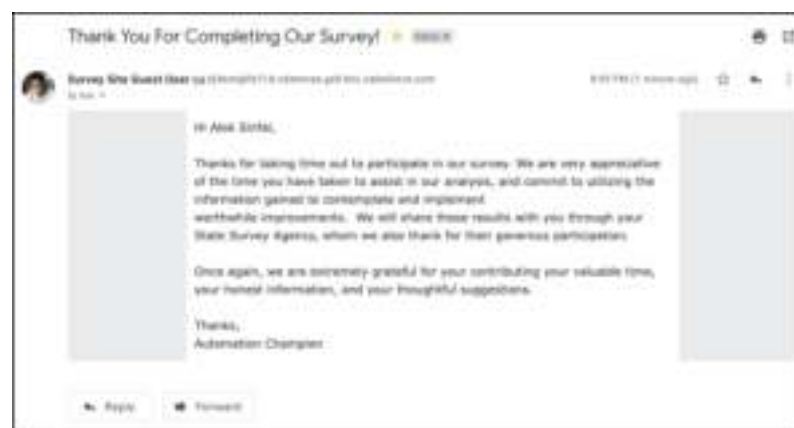 Thank You For Completing Our Survey!
Survey Site Guest User
Thanks for taking time out to participate in our survey. We are very appreciative
of the time you have taken to assist in our analysis, and commit to utilizing the
information gained to contemplate and implement
worthwhile improvements. We will share these results with you through your
State Survey Agency, whom we also thank for their generous participation.
Once again, we are extremely grateful for your contributing your valuable time,
your honest information, and your thoughtful suggestions.
Thanks,
Automation Champion
Reply
Forward